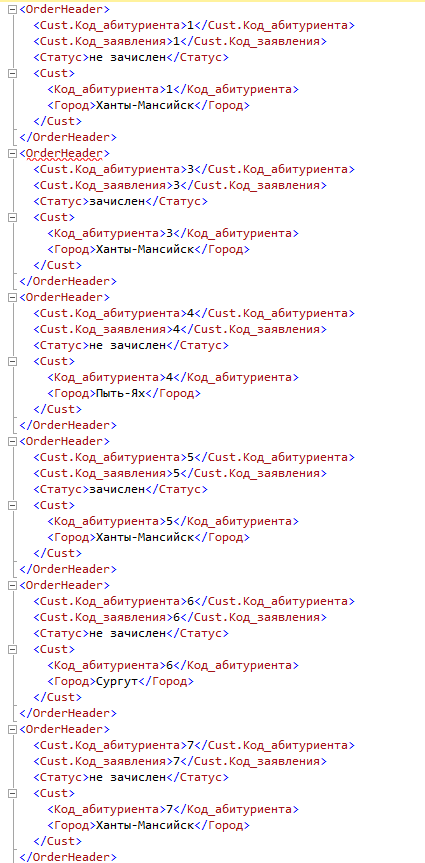 <OrderHeader>
<Cust.Код_абитуриента>1</Cust.Код_абитуриента>
<Cust.Код_заявления>1</Cust.Код_заявления>
<Статус>не зачислен</Статус>
<Cust>
<Код_абитуриента>1</Код_абитуриента>
<Город>Ханты-Мансийск</Город>
</Cust>
</OrderHeader>
<OrderHeader>
<Cust.Код_абитуриента>3</Cust.Код_абитуриента>
<Cust.Код_заявления>3</Cust.Код_заявления>
<Статус>зачислен</Статус>
<Cust>
<Код_абитуриента>3</Код_абитуриента>
<Город>Ханты-Мансийск</Город>
</Cust>
</OrderHeader>
<OrderHeader>
<Cust.Код_абитуриента>4</Cust.Код_абитуриента>
<Cust.Код_заявления>4</Cust.Код_заявления>
<Статус>не зачислен</Статус>
<Cust>
<Код_абитуриента>4</Код_абитуриента>
<Город>Пыть-Ях</Город>
</Cust>
</OrderHeader>
<OrderHeader>
<Cust.Код_абитуриента>5</Cust.Код_абитуриента>
<Cust.Код_заявления>5</Cust.Код_заявления>
<Статус>зачислен</Статус>
<Cust>
<Код_абитуриента>5</Код_абитуриента>
<Город>Ханты-Мансийск</Город>
</Cust>
</OrderHeader>
<OrderHeader>
<Cust.Код_абитуриента>6</Cust.Код_абитуриента>
<Cust.Код_заявления>6</Cust.Код_заявления>
<Статус>не зачислен</Статус>
<Cust>
<Код_абитуриента>6</Код_абитуриента>
<Город>Сургут</Город>
</Cust>
</OrderHeader>
<OrderHeader>
<Cust.Код_абитуриента>7</Cust.Код_абитуриента>
<Cust.Код_заявления>7</Cust.Код_заявления>
<Статус>не зачислен</Статус>
<Cust>
<Код_абитуриента>7</Код_абитуриента>
<Город>Ханты-Мансийск</Город>
</Cust>
</OrderHeader>